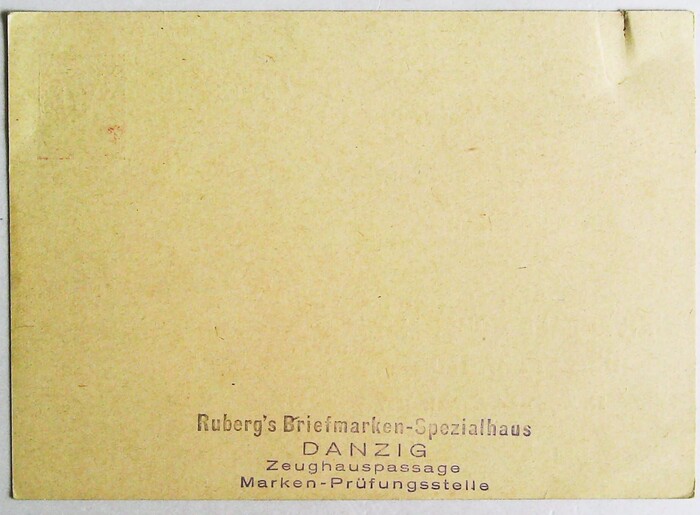 Ruberg's Briefmarken-Spezialhaus
DANZIG
Zeughauspassage
Marken-Prüfungsstelle